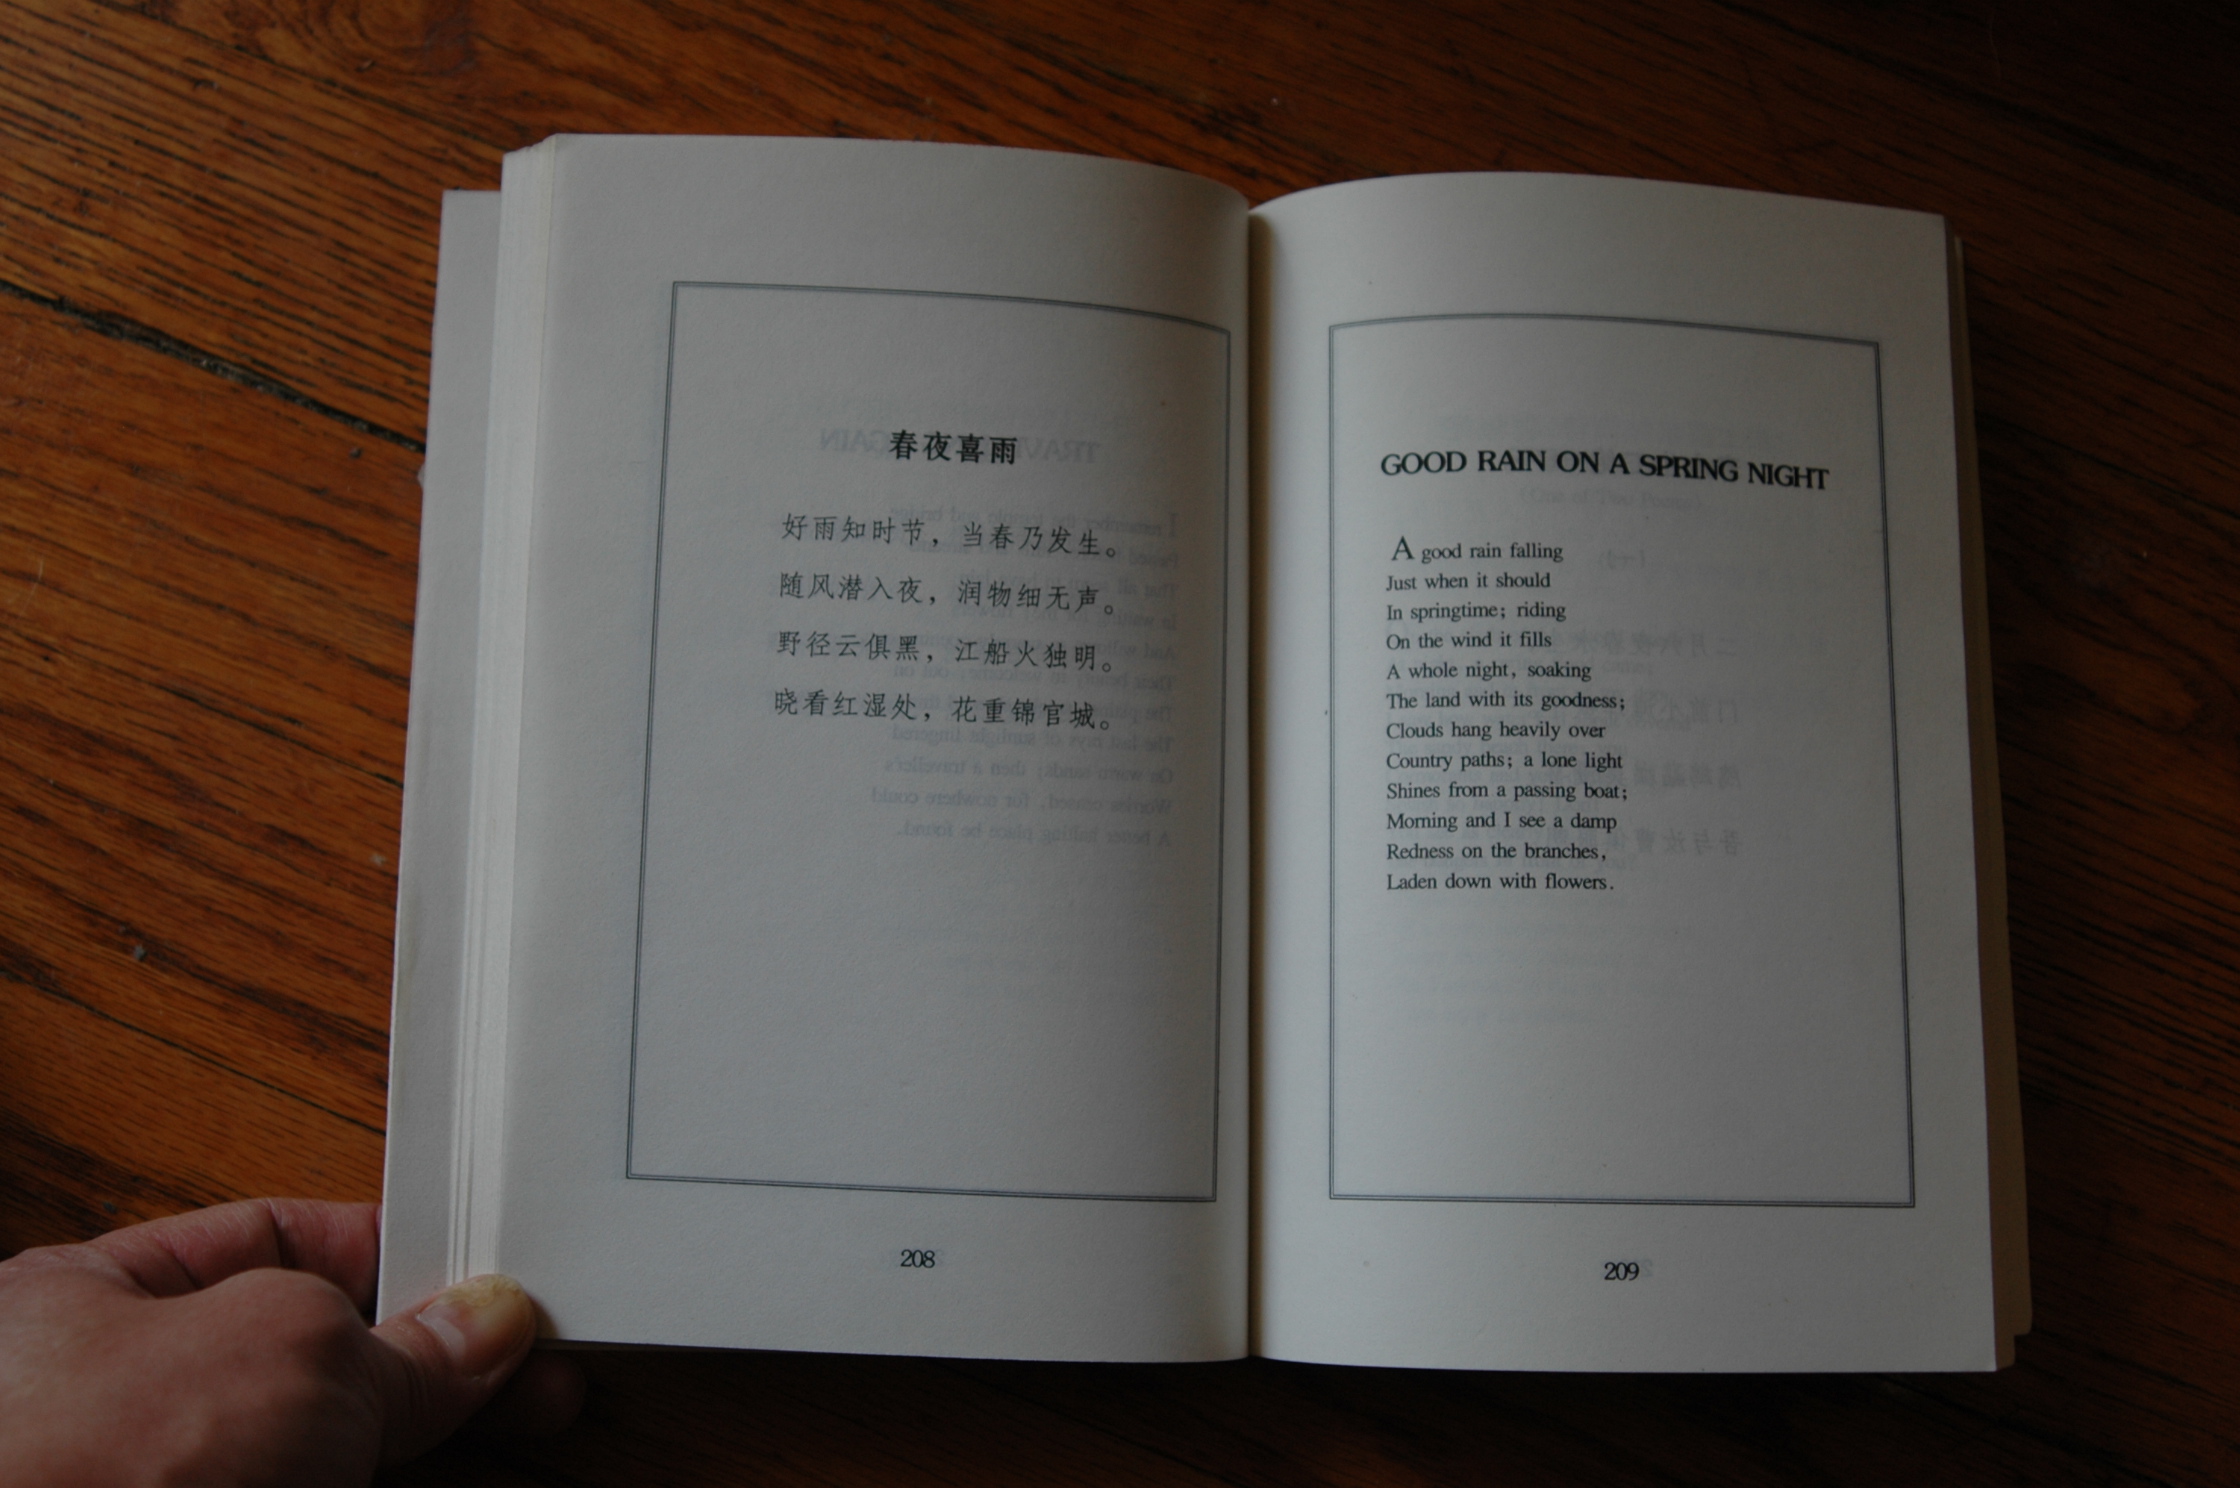 春夜喜雨
好雨知时节，当春乃发生。
随风潜入夜，润物细无声。
野径云俱黑，江船火独明。
晓看红湿处，花重锦官城。
208
GOOD RAIN ON A SPRING NIGHT
A good rain falling
Just when it should
In springtime; riding
On the wind it fills
A whole night, soaking
The land with its goodness;
Clouds hang heavily over
Country paths; a lone light
Shines from a passing boat;
Morning and I see a damp
Redness on the branches,
Laden down with flowers.
209